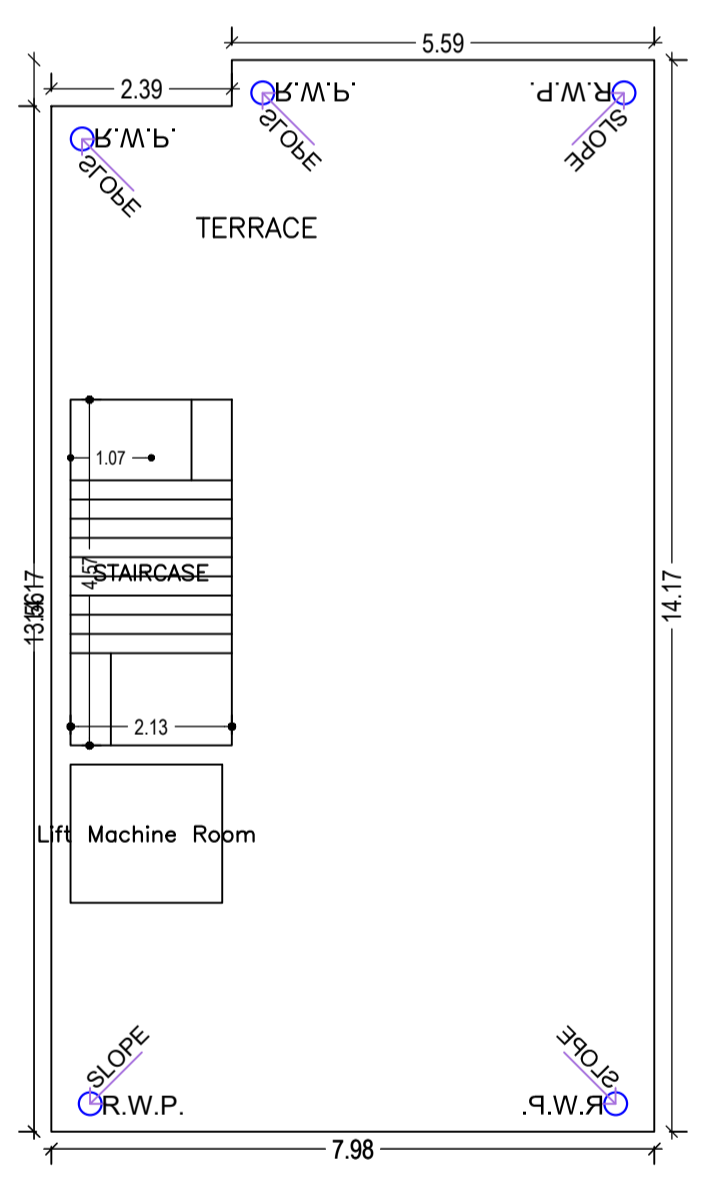 5.59
2.39
R.W.P.
R.W.P.
R.W.P.
SLOPE
SLOPE
SLOPE
TERRACE
1.07
4.57
STAIRCASE
14.17
2.13
Lift Machine Room
SLOPE
SLOPE
R.W.P.
R.W.P.
7.98